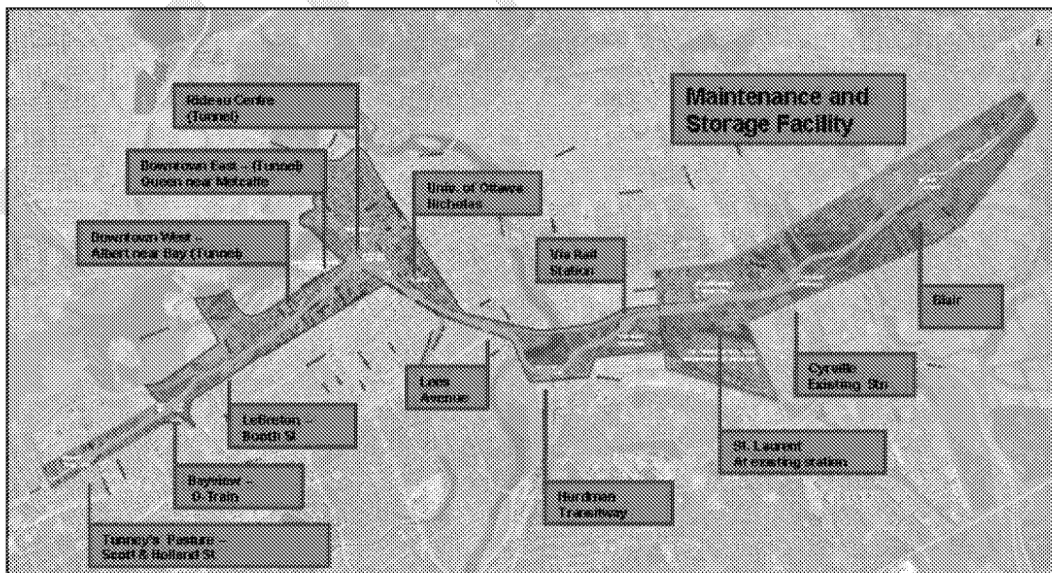 Maintenance and
Storage Facility
Rideau Centre
(Tunnel)
Downtown East – (Tunnel)
Queen near Metcalfe
Univ. of Ottawa
Nicholas
Downtown West –
Albert near Bay (Tunnel)
Via Rail
Station
Blair
Lees
Avenue
Cyrville
Existing Stn
LeBreton –
Booth St
St. Laurent
At existing station
Bayview –
O-Train
Hurdman
Transitway
Tunney's Pasture –
Scott & Holland St.